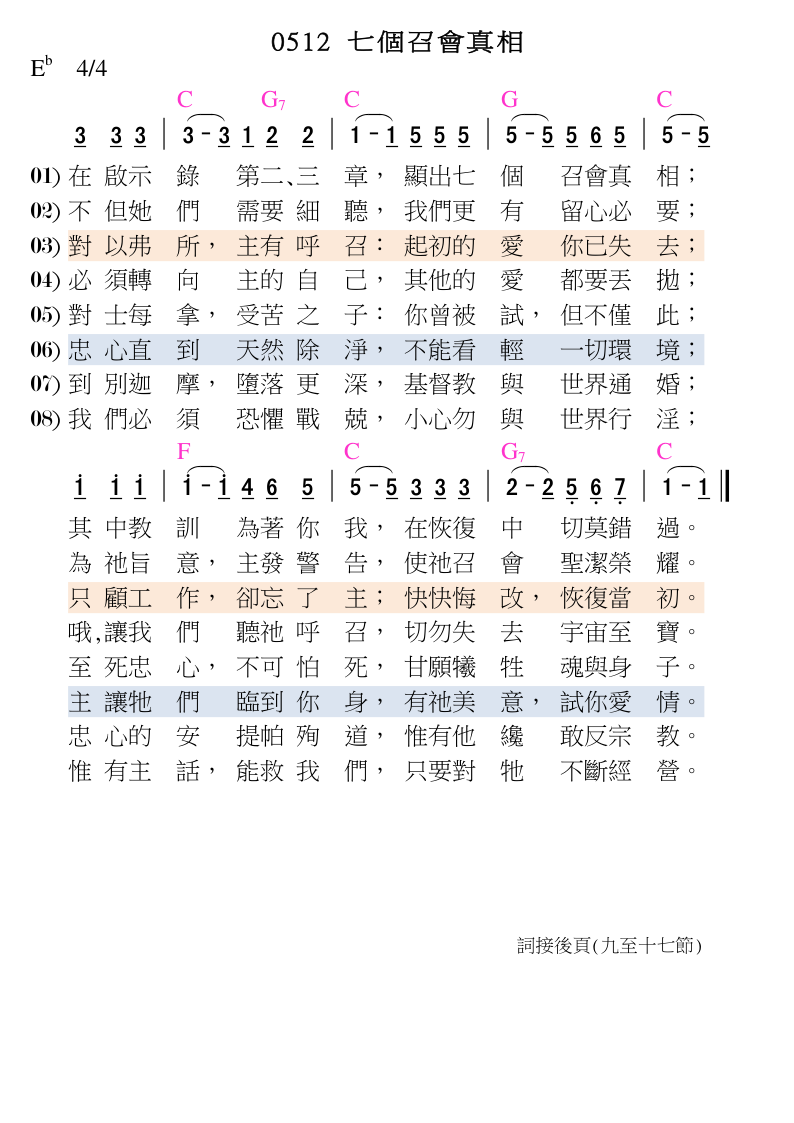 0512 七個召會真相
E♭ 4/4
C G7 C G C
3 3 3 | 3 - 3 1 2 2 | 1 - 1 5 5 5 | 5 - 5 5 6 5 | 5 - 5
01) 在 啟示 錄 第二、三 章， 顯出七 個 召會真 相；
02) 不 但她 們 需要 細 聽，我們更 有 留心必 要；
03) 對 以弗 所，主有 呼 召：起初的 愛 你已失 去；
04) 必 須轉 向 主的 自 己，其他的 愛 都要丟 拋；
05) 對 士每 拿，受苦 之 子：你曾被 試，但不僅 此；
06) 忠 心直 到 天然 除 淨，不能看 輕 一切環 境；
07) 到 別迦 摩，墮落 更 深，基督教 與 世界通 婚；
08) 我 們必 須 恐懼 戰 兢，小心勿 與 世界行 淫；
F C G7 C
i i i | i - i 4 6 5 | 5 - 5 3 3 3 | 2 - 2 5 6 7 | 1 - 1
其 中教 訓 為著 你 我，在恢復 中 切莫錯 過。
為 祂旨 意，主發 警 告，使祂召 會 聖潔榮 耀。
只 顧工 作，卻忘 了 主；快快悔 改，恢復當 初。
哦,讓我 們 聽祂 呼 召，切勿失 去 宇宙至 寶。
至 死忠 心，不可 怕 死，甘願犧 牲 魂與身 子。
主 讓牠 們 臨到 你 身，有祂美 意，試你愛 情。
忠 心的 安 提帕 殉 道，惟有他 纔 敢反宗 教。
惟 有主 話，能救 我 們，只要對 牠 不斷經 營。
詞接後頁(九至十七節)